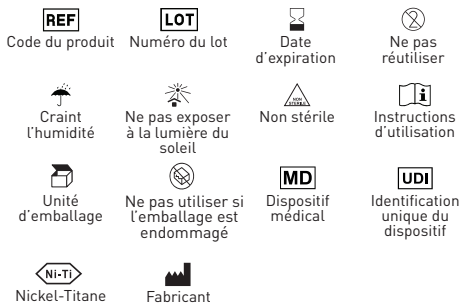 REF
LOT
Code du produit
Numéro du lot
Date
d'expiration
Ne pas
réutiliser
2
NON
STERILE
i
Craint
l'humidité
Ne pas exposer
à la lumière du
soleil
Non stérile
Instructions
d'utilisation
MD
UDI
Unité
d'emballage
Ne pas utiliser si
l'emballage est
endommagé
Dispositif
médical
Identification
unique du
dispositif
Ni-Ti
Nickel-Titane
Fabricant